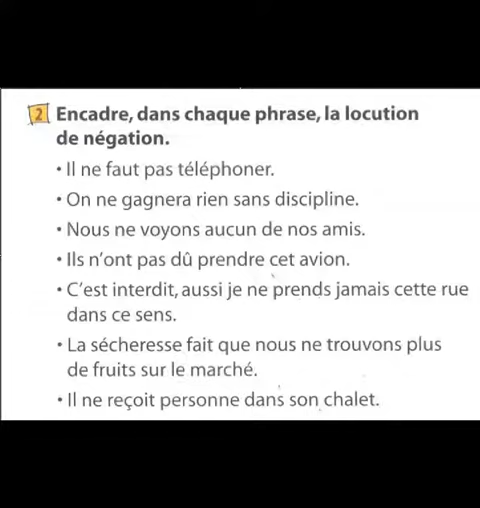 2 Encadre, dans chaque phrase, la locution
de négation.
• Il ne faut pas téléphoner.
• On ne gagnera rien sans discipline.
• Nous ne voyons aucun de nos amis.
• Ils n'ont pas dû prendre cet avion.
• C'est interdit, aussi je ne prends jamais cette rue
dans ce sens.
• La sécheresse fait que nous ne trouvons plus
de fruits sur le marché.
• Il ne reçoit personne dans son chalet.